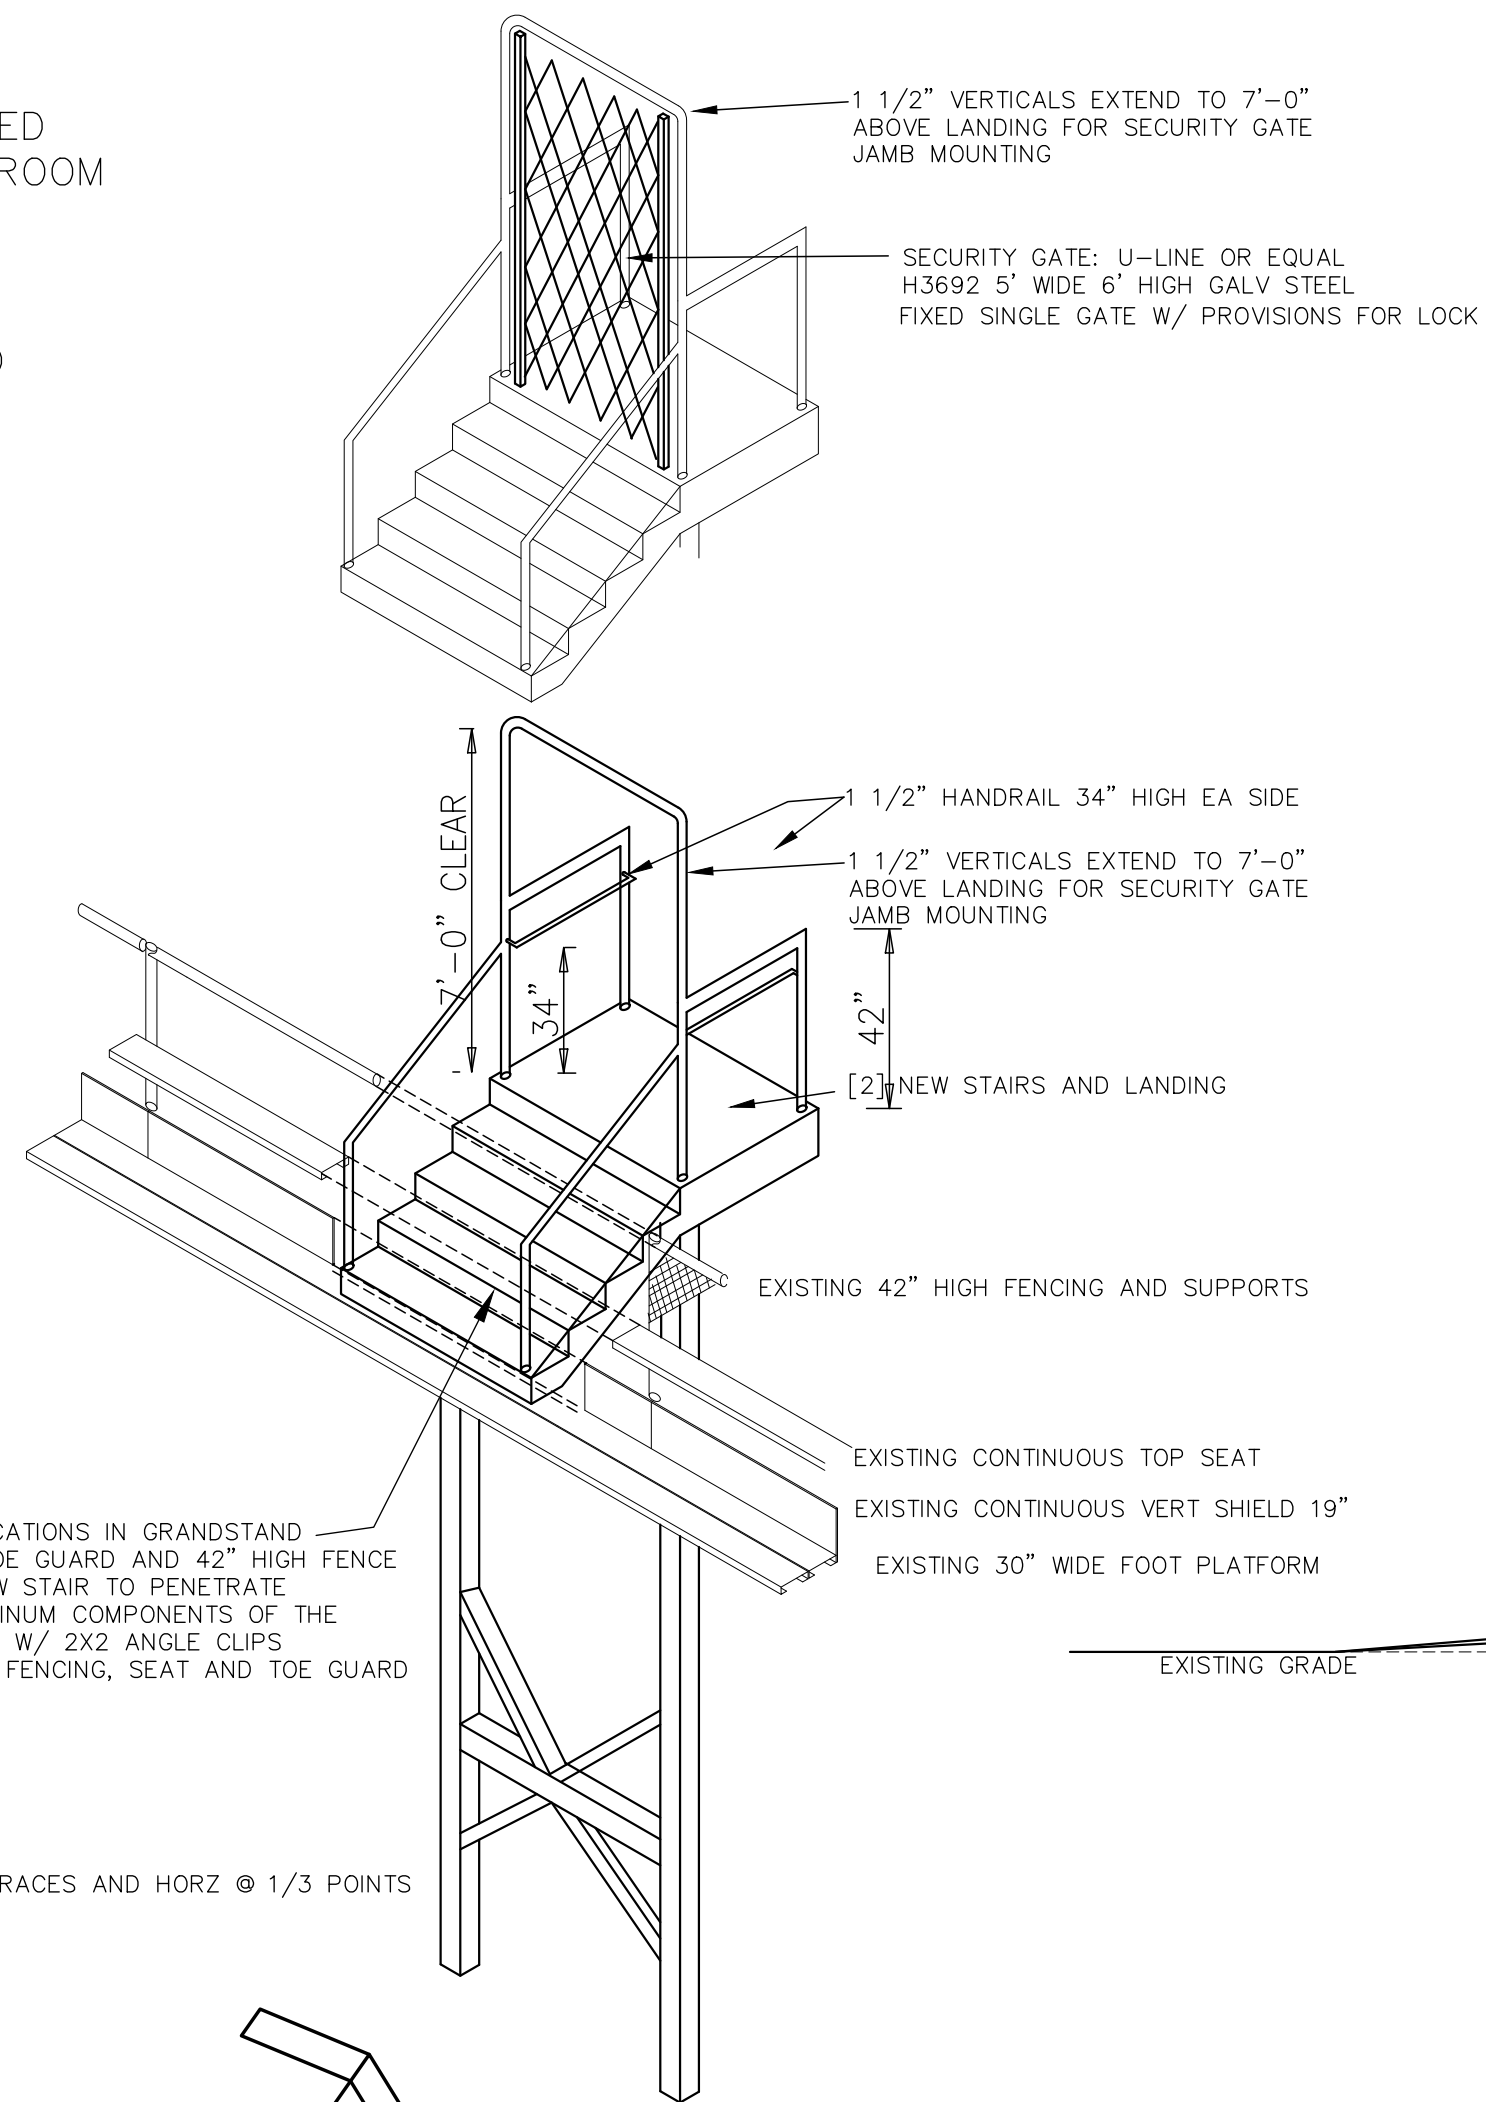 ED
ROOM
1 1/2" VERTICALS EXTEND TO 7'-0"
ABOVE LANDING FOR SECURITY GATE
JAMB MOUNTING
SECURITY GATE: U-LINE OR EQUAL
H3692 5' WIDE 6' HIGH GALV STEEL
FIXED SINGLE GATE W/ PROVISIONS FOR LOCK
)
7'-0" CLEAR
1 1/2" HANDRAIL 34" HIGH EA SIDE
1 1/2" VERTICALS EXTEND TO 7'-0"
ABOVE LANDING FOR SECURITY GATE
JAMB MOUNTING
34"
42"
[2] NEW STAIRS AND LANDING
EXISTING 42" HIGH FENCING AND SUPPORTS
EXISTING CONTINUOUS TOP SEAT
EXISTING CONTINUOUS VERT SHIELD 19"
EXISTING 30" WIDE FOOT PLATFORM
CATIONS IN GRANDSTAND
OE GUARD AND 42" HIGH FENCE
W STAIR TO PENETRATE
INUM COMPONENTS OF THE
W/ 2X2 ANGLE CLIPS
FENCING, SEAT AND TOE GUARD
EXISTING GRADE
RACES AND HORZ @ 1/3 POINTS